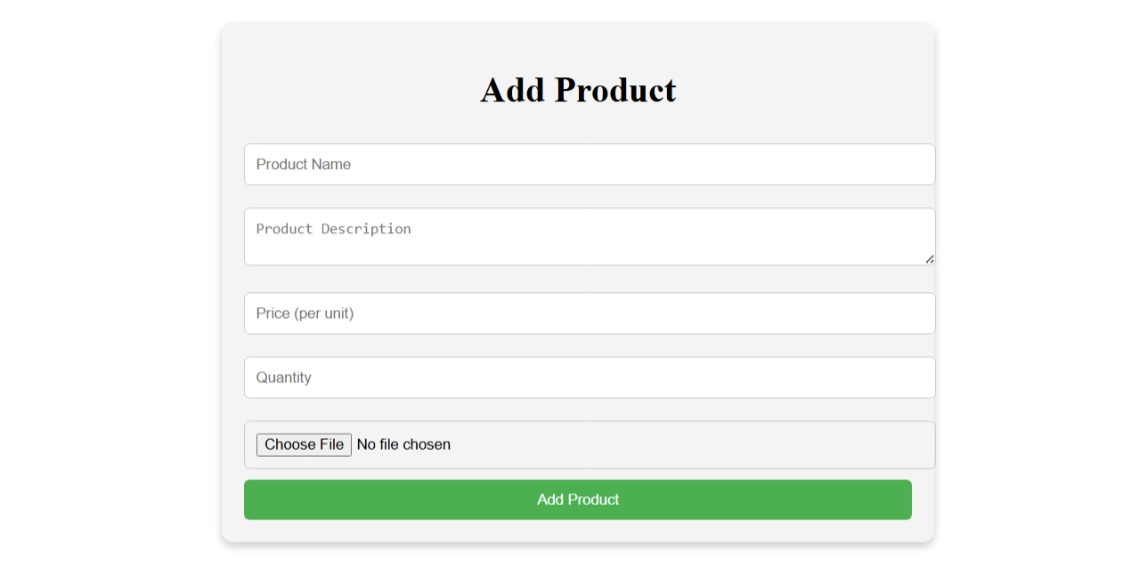 Add Product
Product Name
Product Description
Price (per unit)
Quantity
Choose File No file chosen
Add Product